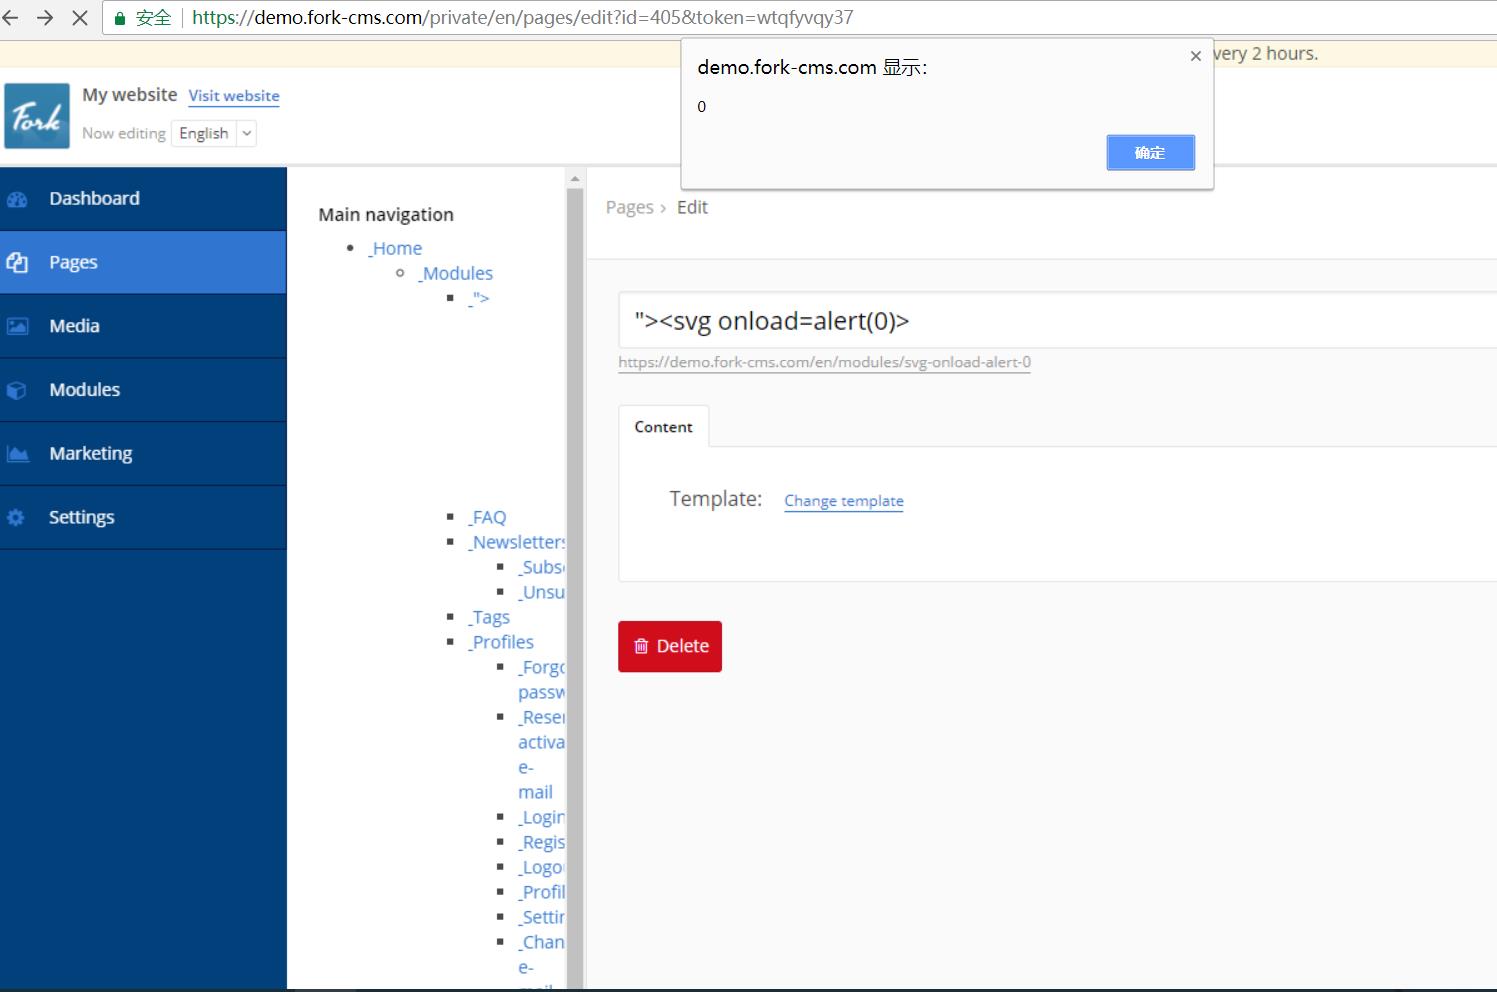 安全 https://demo.fork-cms.com/private/en/pages/edit?id=405&token=wtqfyvqy37
very 2 hours.
demo.fork-cms.com 显示:
0
确定
Fork
My website Visit website
Now editing English
Dashboard
Pages
Media
Modules
Marketing
Settings
Main navigation
_Home
_Modules
_">
_FAQ
_Newsletters
_Subs
_Unsu
_Tags
_Profiles
_Forgo
passw
_Rese
activa
e-
mail
_Login
_Regis
_Logo
_Profil
_Settin
_Chan
e-
Pages › Edit
"><svg onload=alert(0)>
https://demo.fork-cms.com/en/modules/svg-onload-alert-0
Content
Template: Change template
Delete